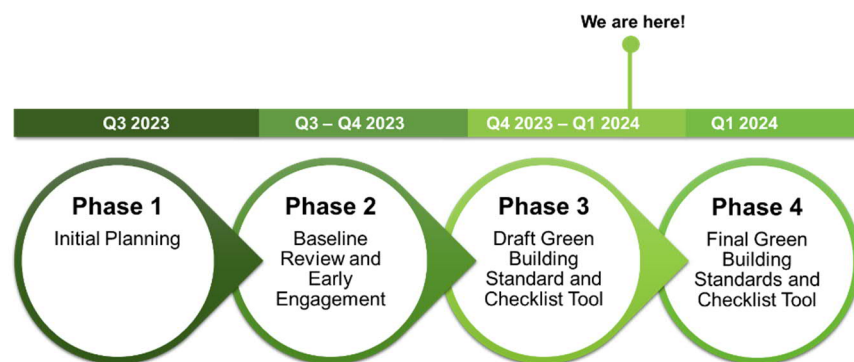 We are here!
Q3 2023
Q3 – Q4 2023
Q4 2023 – Q1 2024
Q1 2024
Phase 1
Initial Planning
Phase 2
Baseline
Review and
Early
Engagement
Phase 3
Draft Green
Building
Standard and
Checklist Tool
Phase 4
Final Green
Building
Standards and
Checklist Tool